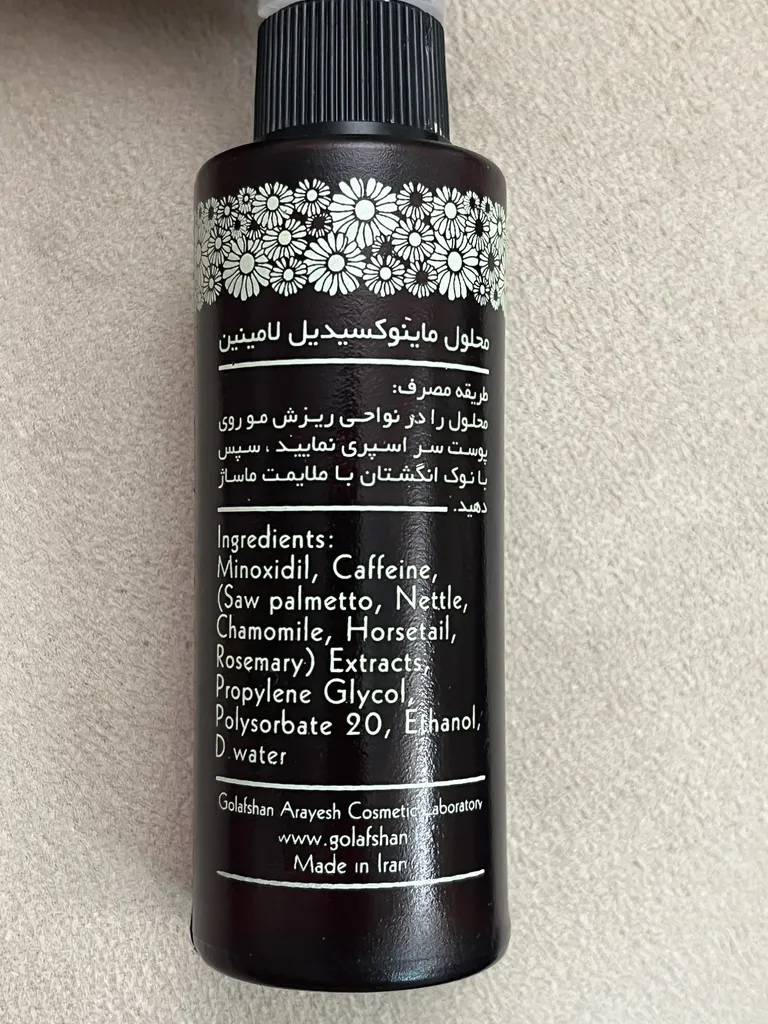 محلول ماینوکسیدیل لامینین
طریقه مصرف:
محلول را در نواحی ریزش مو روی
پوست سر اسپری نمایید ، سپس
با نوک انگشتان با ملایمت ماساژ
دهید.
Ingredients:
Minoxidil, Caffeine,
(Saw palmetto, Nettle,
Chamomile, Horsetail,
Rosemary) Extracts,
Propylene Glycol,
Polysorbate 20, Ethanol,
D.water
Golafshan Arayesh Cosmetic Laboratory
www.golafshan
Made in Iran